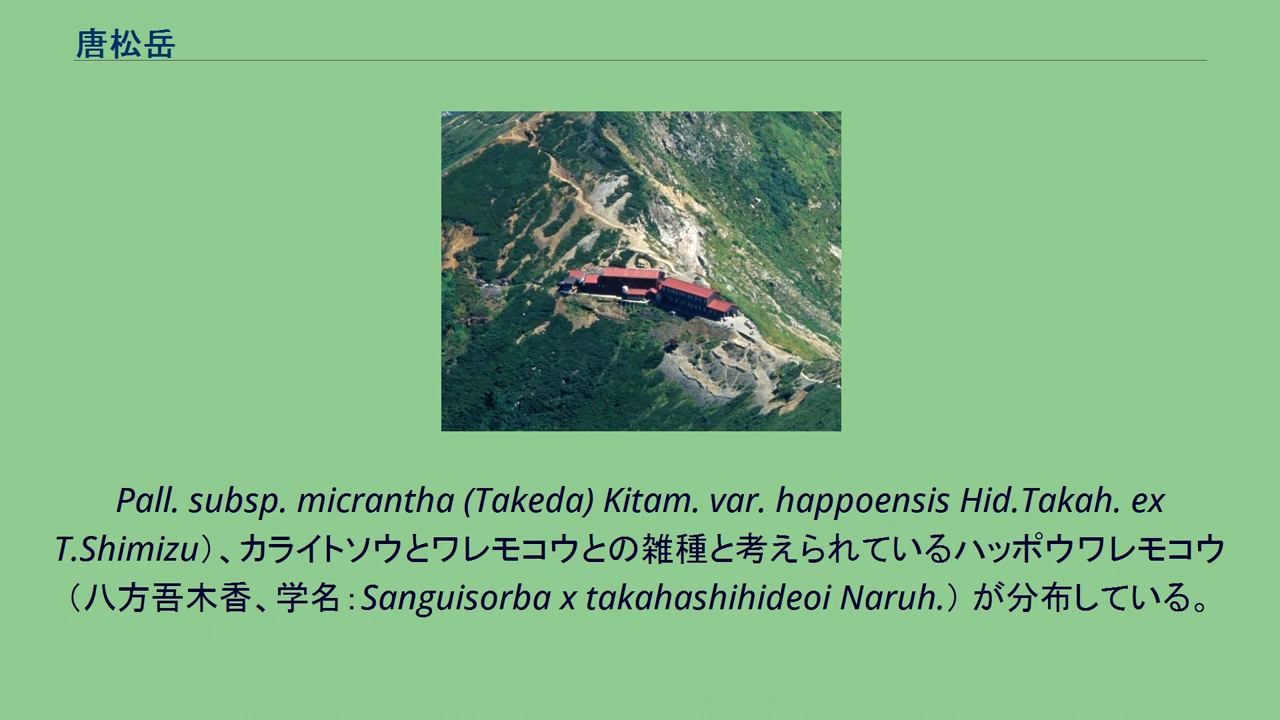 唐松岳
Pall. subsp. micrantha (Takeda) Kitam. var. happoensis Hid.Takah. ex
T.Shimizu）、カライトソウとワレモコウとの雑種と考えられているハッポウワレモコウ
（八方吾木香、学名：Sanguisorba x takahashihideoi Naruh.） が分布している。